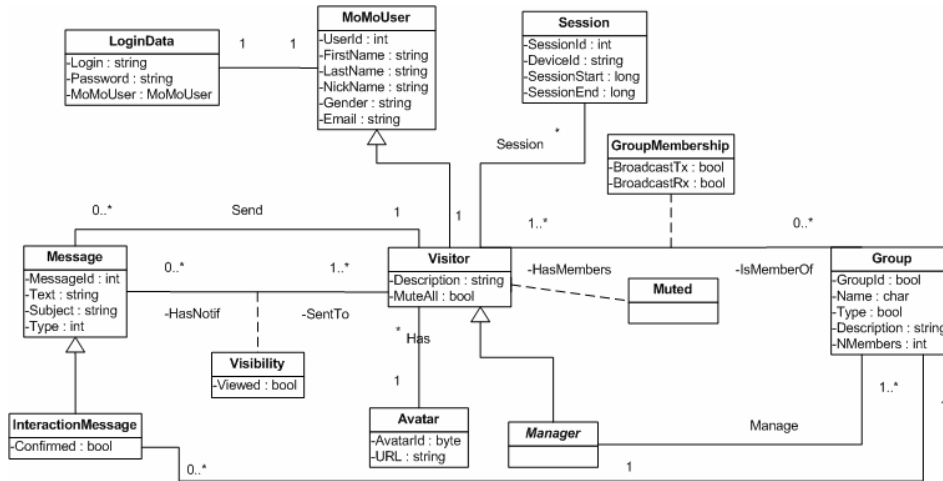 MoMoUser
-UserId : int
-FirstName : string
-LastName : string
-NickName : string
-Gender : string
-Email : string
Session
-SessionId : int
-DeviceId : string
-SessionStart : long
-SessionEnd : long
LoginData
-Login : string
-Password : string
-MoMoUser : MoMoUser
1
1
Session
*
GroupMembership
-BroadcastTx : bool
-BroadcastRx : bool
0..*
Send
1
1
1..*
0..*
Message
-MessageId : int
-Text : string
-Subject : string
-Type : int
0..*
1..*
-HasNotif
-SentTo
Visitor
-Description : string
-MuteAll : bool
-HasMembers
-IsMemberOf
Muted
Group
-GroupId : bool
-Name : char
-Type : bool
-Description : string
-NMembers : int
Visibility
-Viewed : bool
*
Has
1
1..*
InteractionMessage
-Confirmed : bool
Avatar
-AvatarId : byte
-URL : string
Manager
Manage
0..*
1